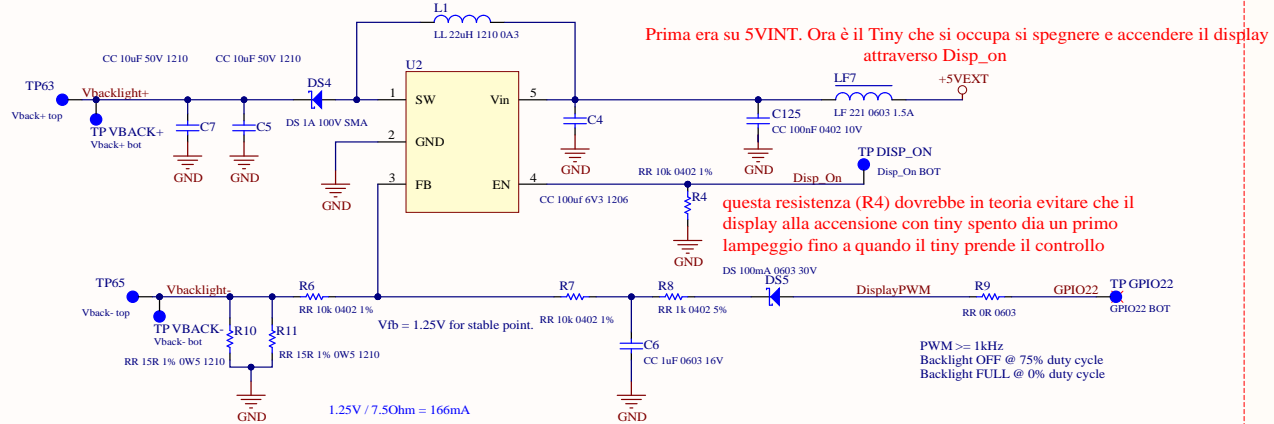 L1
LL 22uH 1210 0A3
Prima era su 5VINT. Ora è il Tiny che si occupa si spegnere e accendere il display
attraverso Disp_on
CC 10uF 50V 1210
CC 10uF 50V 1210
U2
TP63
Vbacklight+
DS4
1
SW
Vin
5
LF7
+5VEXT
Vback+ top
TP VBACK+
Vback+ bot
C7
C5
DS 1A 100V SMA
2
GND
C4
C125
CC 100nF 0402 10V
LF 221 0603 1.5A
GND
GND
GND
GND
GND
3
FB
EN
4
CC 100uf 6V3 1206
RR 10k 0402 1%
Disp_On
TP DISP_ON
Disp_On BOT
R4
GND
questa resistenza (R4) dovrebbe in teoria evitare che il
display alla accensione con tiny spento dia un primo
lampeggio fino a quando il tiny prende il controllo
DS 100mA 0603 30V
TP65
Vbacklight-
R6
R7
R8
DS5
DisplayPWM
R9
GPIO22
TP GPIO22
GPIO22 BOT
Vback- top
RR 10k 0402 1%
RR 10k 0402 1%
RR 1k 0402 5%
RR 0R 0603
TP VBACK-
Vback- bot
R10
R11
Vfb = 1.25V for stable point.
RR 15R 1% 0W5 1210
RR 15R 1% 0W5 1210
C6
CC 1uF 0603 16V
PWM >= 1kHz
Backlight OFF @ 75% duty cycle
Backlight FULL @ 0% duty cycle
GND
GND
1.25V / 7.5Ohm = 166mA